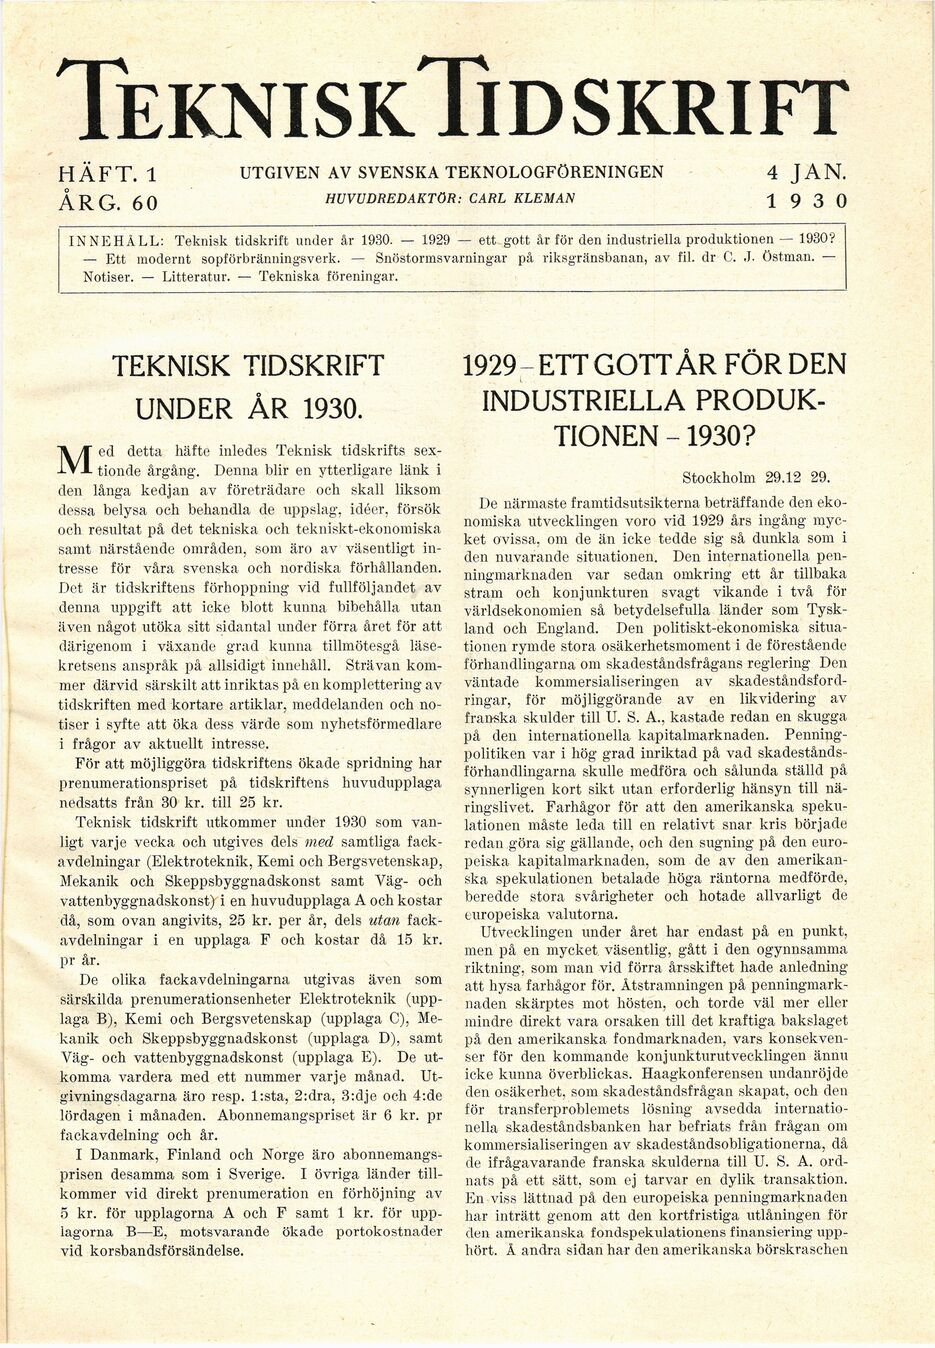 TEKNISK TIDSKRIFT
HÄFT. 1 UTGIVEN AV SVENSKA TEKNOLOGFÖRENINGEN 4 JAN.
ÅRG. 60 HUVUDREDAKTÖR: CARL KLEMAN 1930
INNEHÅLL: Teknisk tidskrift under år 1930. — 1929 — ett gott år för den industriella produktionen — 1930?
— Ett modernt sopförbränningsverk. — Snöstormsvarningar på riksgränsbanan, av fil. dr C. J. Östman. —
Notiser. — Litteratur. — Tekniska föreningar.
TEKNISK TIDSKRIFT
UNDER ÅR 1930.
Med detta häfte inledes Teknisk tidskrifts sex-
tionde årgång. Denna blir en ytterligare länk i
den långa kedjan av företrädare och skall liksom
dessa belysa och behandla de uppslag, idéer, försök
och resultat på det tekniska och tekniskt-ekonomiska
samt närstående områden, som äro av väsentligt in-
tresse för våra svenska och nordiska förhållanden.
Det är tidskriftens förhoppning vid fullföljandet av
denna uppgift att icke blott kunna bibehålla utan
även något utöka sitt sidantal under förra året för att
därigenom i växande grad kunna tillmötesgå läse-
kretsens anspråk på allsidigt innehåll. Strävan kom-
mer därvid särskilt att inriktas på en komplettering av
tidskriften med kortare artiklar, meddelanden och no-
tiser i syfte att öka dess värde som nyhetsförmedlare
i frågor av aktuellt intresse.
För att möjliggöra tidskriftens ökade spridning har
prenumerationspriset på tidskriftens huvudupplaga
nedsatts från 30 kr. till 25 kr.
Teknisk tidskrift utkommer under 1930 som van-
ligt varje vecka och utgives dels med samtliga fack-
avdelningar (Elektroteknik, Kemi och Bergsvetenskap,
Mekanik och Skeppsbyggnadskonst samt Väg- och
vattenbyggnadskonst) i en huvudupplaga A och kostar
då, som ovan angivits, 25 kr. per år, dels utan fack-
avdelningar i en upplaga F och kostar då 15 kr.
pr år.
De olika fackavdelningarna utgivas även som
särskilda prenumerationsenheter Elektroteknik (upp-
laga B), Kemi och Bergsvetenskap (upplaga C), Me-
kanik och Skeppsbyggnadskonst (upplaga D), samt
Väg- och vattenbyggnadskonst (upplaga E). De ut-
komma vardera med ett nummer varje månad. Ut-
givningsdagarna äro resp. 1:sta, 2:dra, 3:dje och 4:de
lördagen i månaden. Abonnemangspriset är 6 kr. pr
fackavdelning och år.
I Danmark, Finland och Norge äro abonnemangs-
prisen desamma som i Sverige. I övriga länder till-
kommer vid direkt prenumeration en förhöjning av
5 kr. för upplagorna A och F samt 1 kr. för upp-
lagorna B—E, motsvarande ökade portokostnader
vid korsbandsförsändelse.
1929 – ETT GOTT ÅR FÖR DEN
INDUSTRIELLA PRODUK-
TIONEN – 1930?
Stockholm 29.12 29.
De närmaste framtidsutsikterna beträffande den eko-
nomiska utvecklingen voro vid 1929 års ingång myc-
ket ovissa, om de än icke tedde sig så dunkla som i
den nuvarande situationen. Den internationella pen-
ningmarknaden var sedan omkring ett år tillbaka
stram och konjunkturen svagt vikande i två för
världsekonomien så betydelsefulla länder som Tysk-
land och England. Den politiskt-ekonomiska situa-
tionen rymde stora osäkerhetsmoment i de förestående
förhandlingarna om skadeståndsfrågans reglering Den
väntade kommersialiseringen av skadeståndsford-
ringar, för möjliggörande av en likvidering av
franska skulder till U. S. A., kastade redan en skugga
på den internationella kapitalmarknaden. Penning-
politiken var i hög grad inriktad på vad skadestånds-
förhandlingarna skulle medföra och sålunda ställd på
synnerligen kort sikt utan erforderlig hänsyn till nä-
ringslivet. Farhågor för att den amerikanska speku-
lationen måste leda till en relativt snar kris började
redan göra sig gällande, och den sugning på den euro-
peiska kapitalmarknaden, som de av den amerikan-
ska spekulationen betalade höga räntorna medförde,
beredde stora svårigheter och hotade allvarligt de
europeiska valutorna.
Utvecklingen under året har endast på en punkt,
men på en mycket väsentlig, gått i den ogynnsamma
riktning, som man vid förra årsskiftet hade anledning
att hysa farhågor för. Åtstramningen på penningmark-
naden skärptes mot hösten, och torde väl mer eller
mindre direkt vara orsaken till det kraftiga bakslaget
på den amerikanska fondmarknaden, vars konsekven-
ser för den kommande konjunkturutvecklingen ännu
icke kunna överblickas. Haagkonferensen undanröjde
den osäkerhet, som skadeståndsfrågan skapat, och den
för transferproblemets lösning avsedda internatio-
nella skadeståndsbanken har befriats från frågan om
kommersialiseringen av skadeståndsobligationerna, då
de ifrågavarande franska skulderna till U. S. A. ord-
nats på ett sätt, som ej tarvar en dylik transaktion.
En viss lättnad på den europeiska penningmarknaden
har inträtt genom att den kortfristiga utlåningen för
den amerikanska fondspekulationens finansiering upp-
hört. Å andra sidan har den amerikanska börskraschen